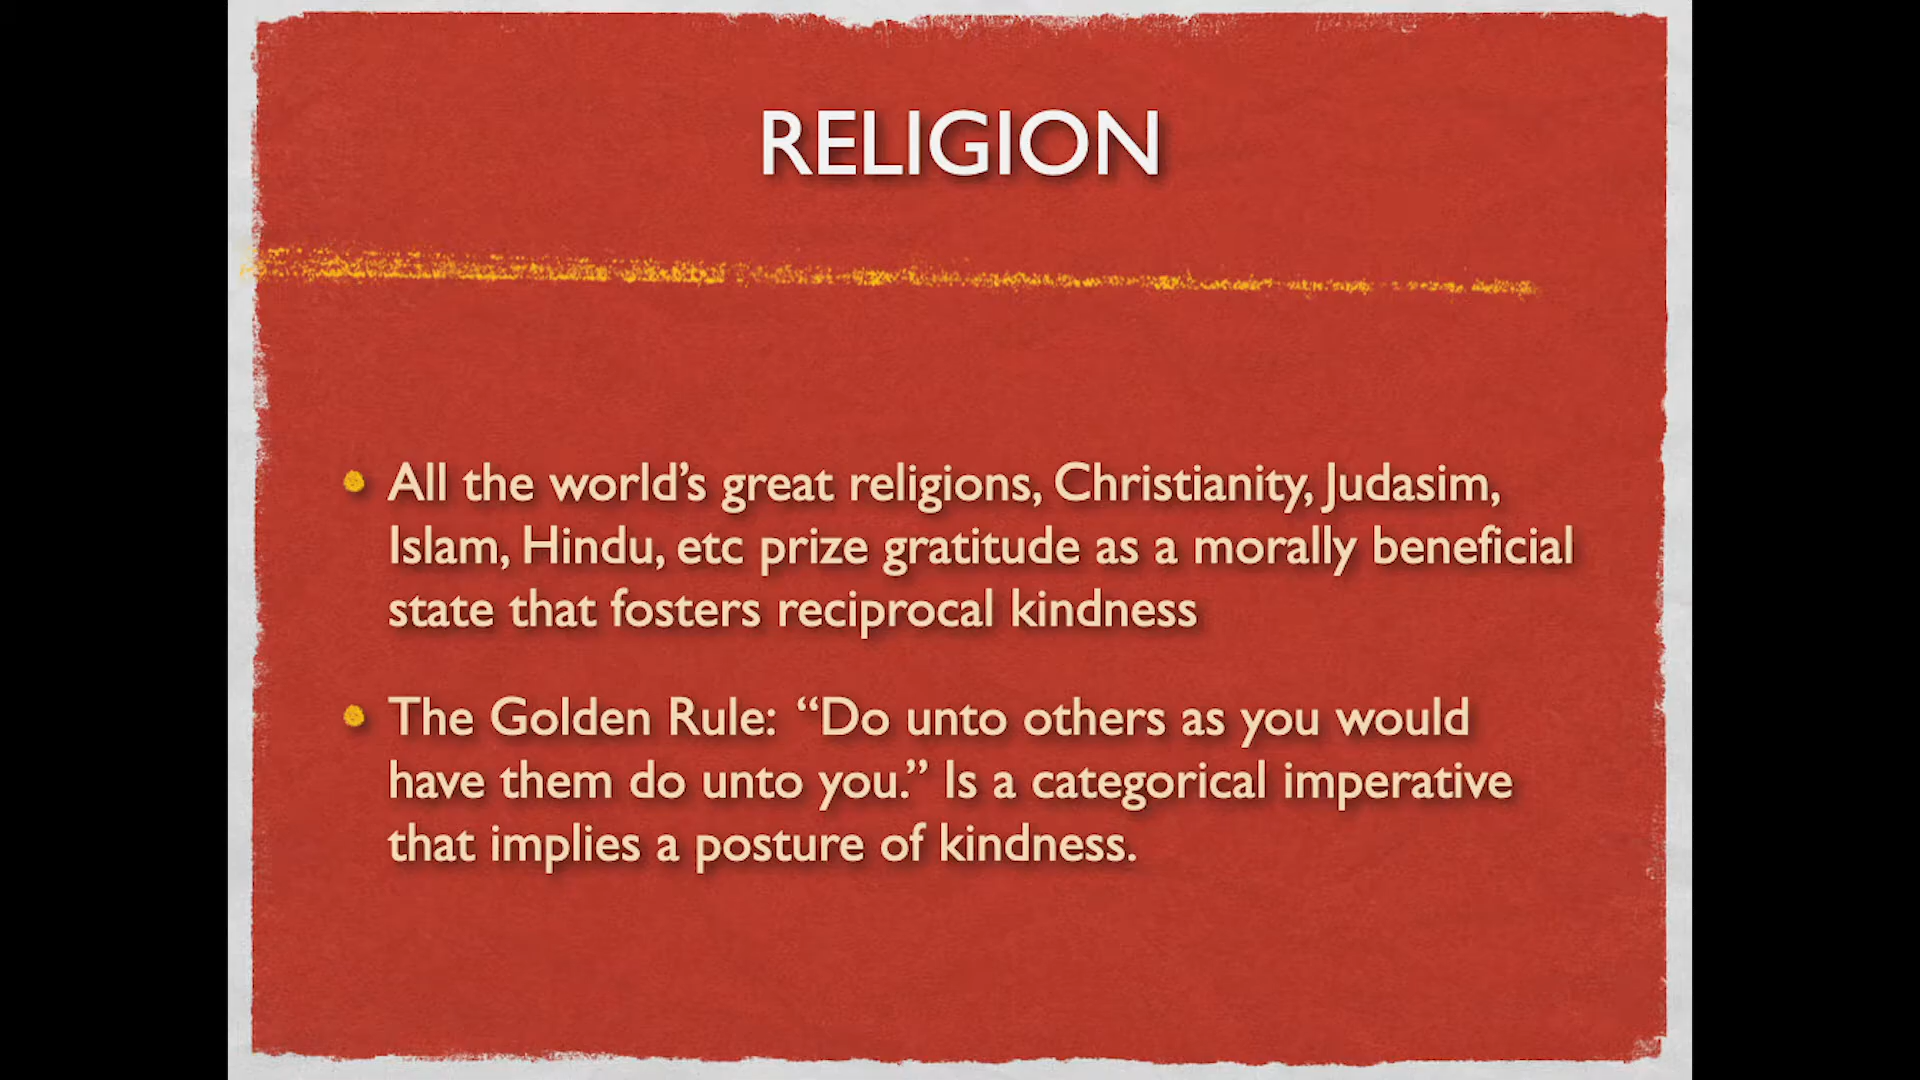 RELIGION
All the world’s great religions, Christianity, Judasim,
Islam, Hindu, etc prize gratitude as a morally beneficial
state that fosters reciprocal kindness
The Golden Rule: “Do unto others as you would
have them do unto you.” Is a categorical imperative
that implies a posture of kindness.